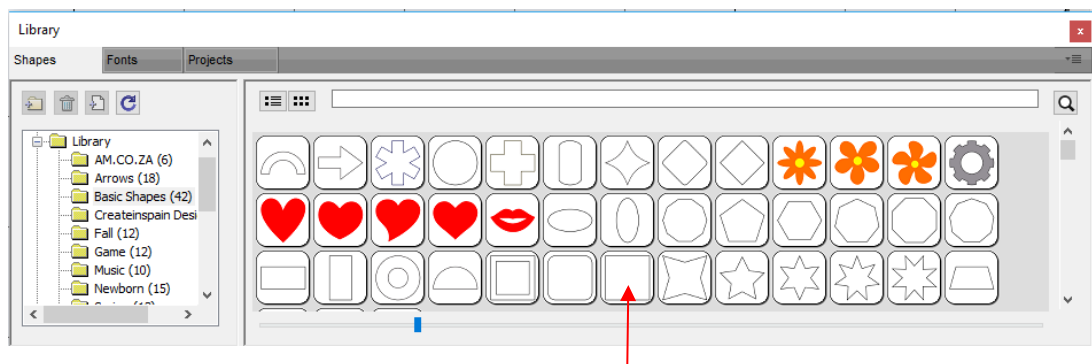 Library
x
Shapes Fonts Projects
Library
AM.CO.ZA (6)
Arrows (18)
Basic Shapes (42)
Createinspain Desi
Fall (12)
Game (12)
Music (10)
Newborn (15)